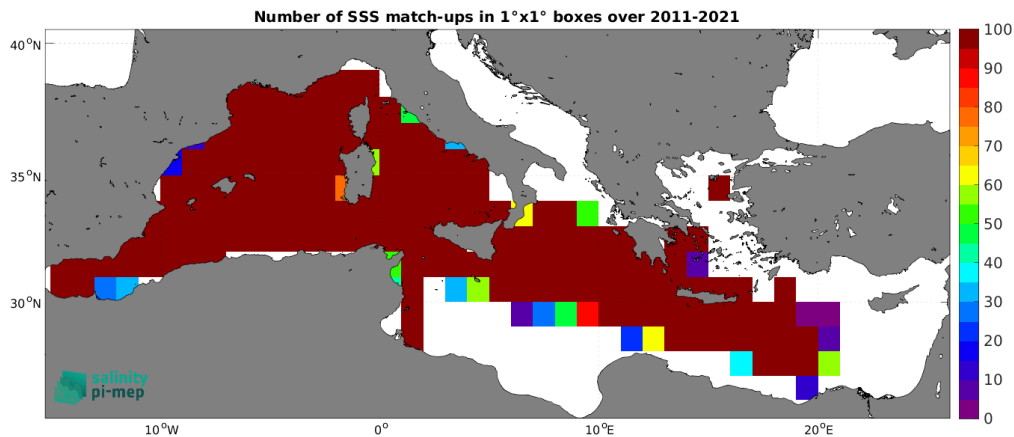 Number of SSS match-ups in 1°x1° boxes over 2011-2021
40°N
35°N
30°N
10°W
0°
10°E
20°E
100
90
80
70
60
50
40
30
20
10
0
salinity
pi-mep